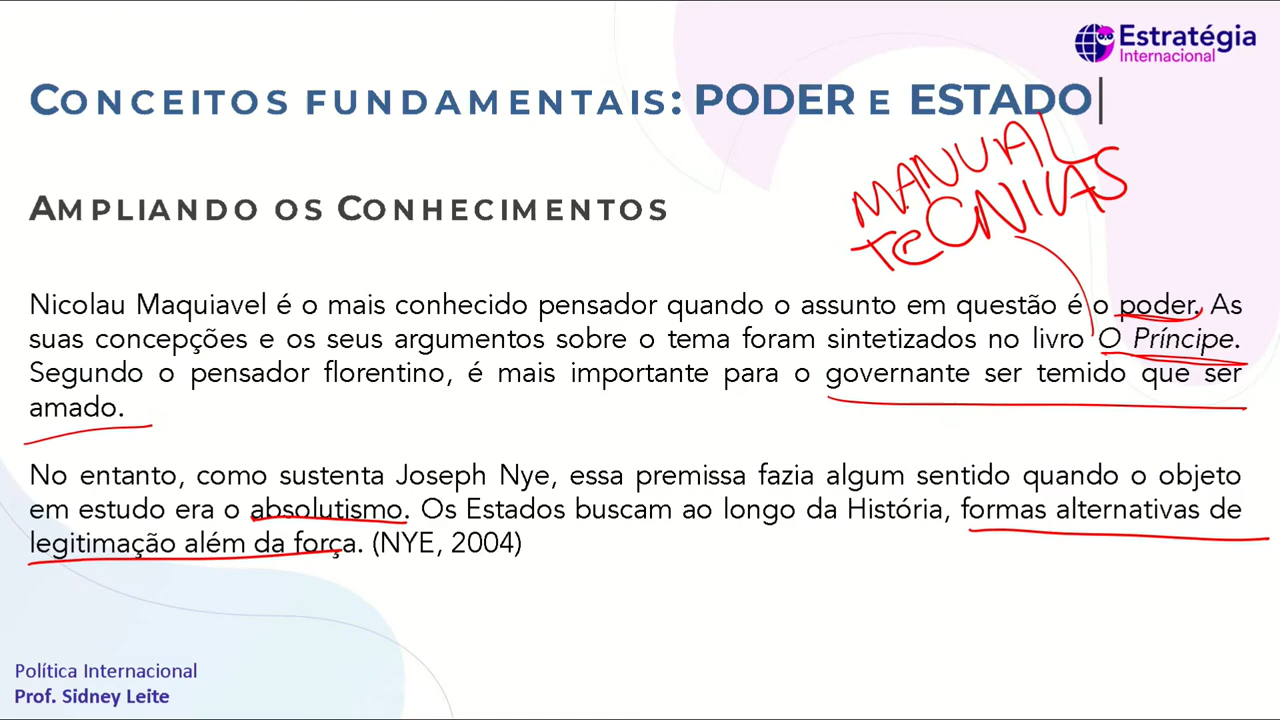 Estratégia
Internacional
CONCEITOS FUNDAMENTAIS: PODER E ESTADO
MANUAL
TECNICAS
AMPLIANDO OS CONHECIMENTOS
Nicolau Maquiavel é o mais conhecido pensador quando o assunto em questão é o poder. As
suas concepções e os seus argumentos sobre o tema foram sintetizados no livro O Príncipe.
Segundo o pensador florentino, é mais importante para o governante ser temido que ser
amado.
No entanto, como sustenta Joseph Nye, essa premissa fazia algum sentido quando o objeto
em estudo era o absolutismo. Os Estados buscam ao longo da História, formas alternativas de
legitimação além da força. (NYE, 2004)
Política Internacional
Prof. Sidney Leite